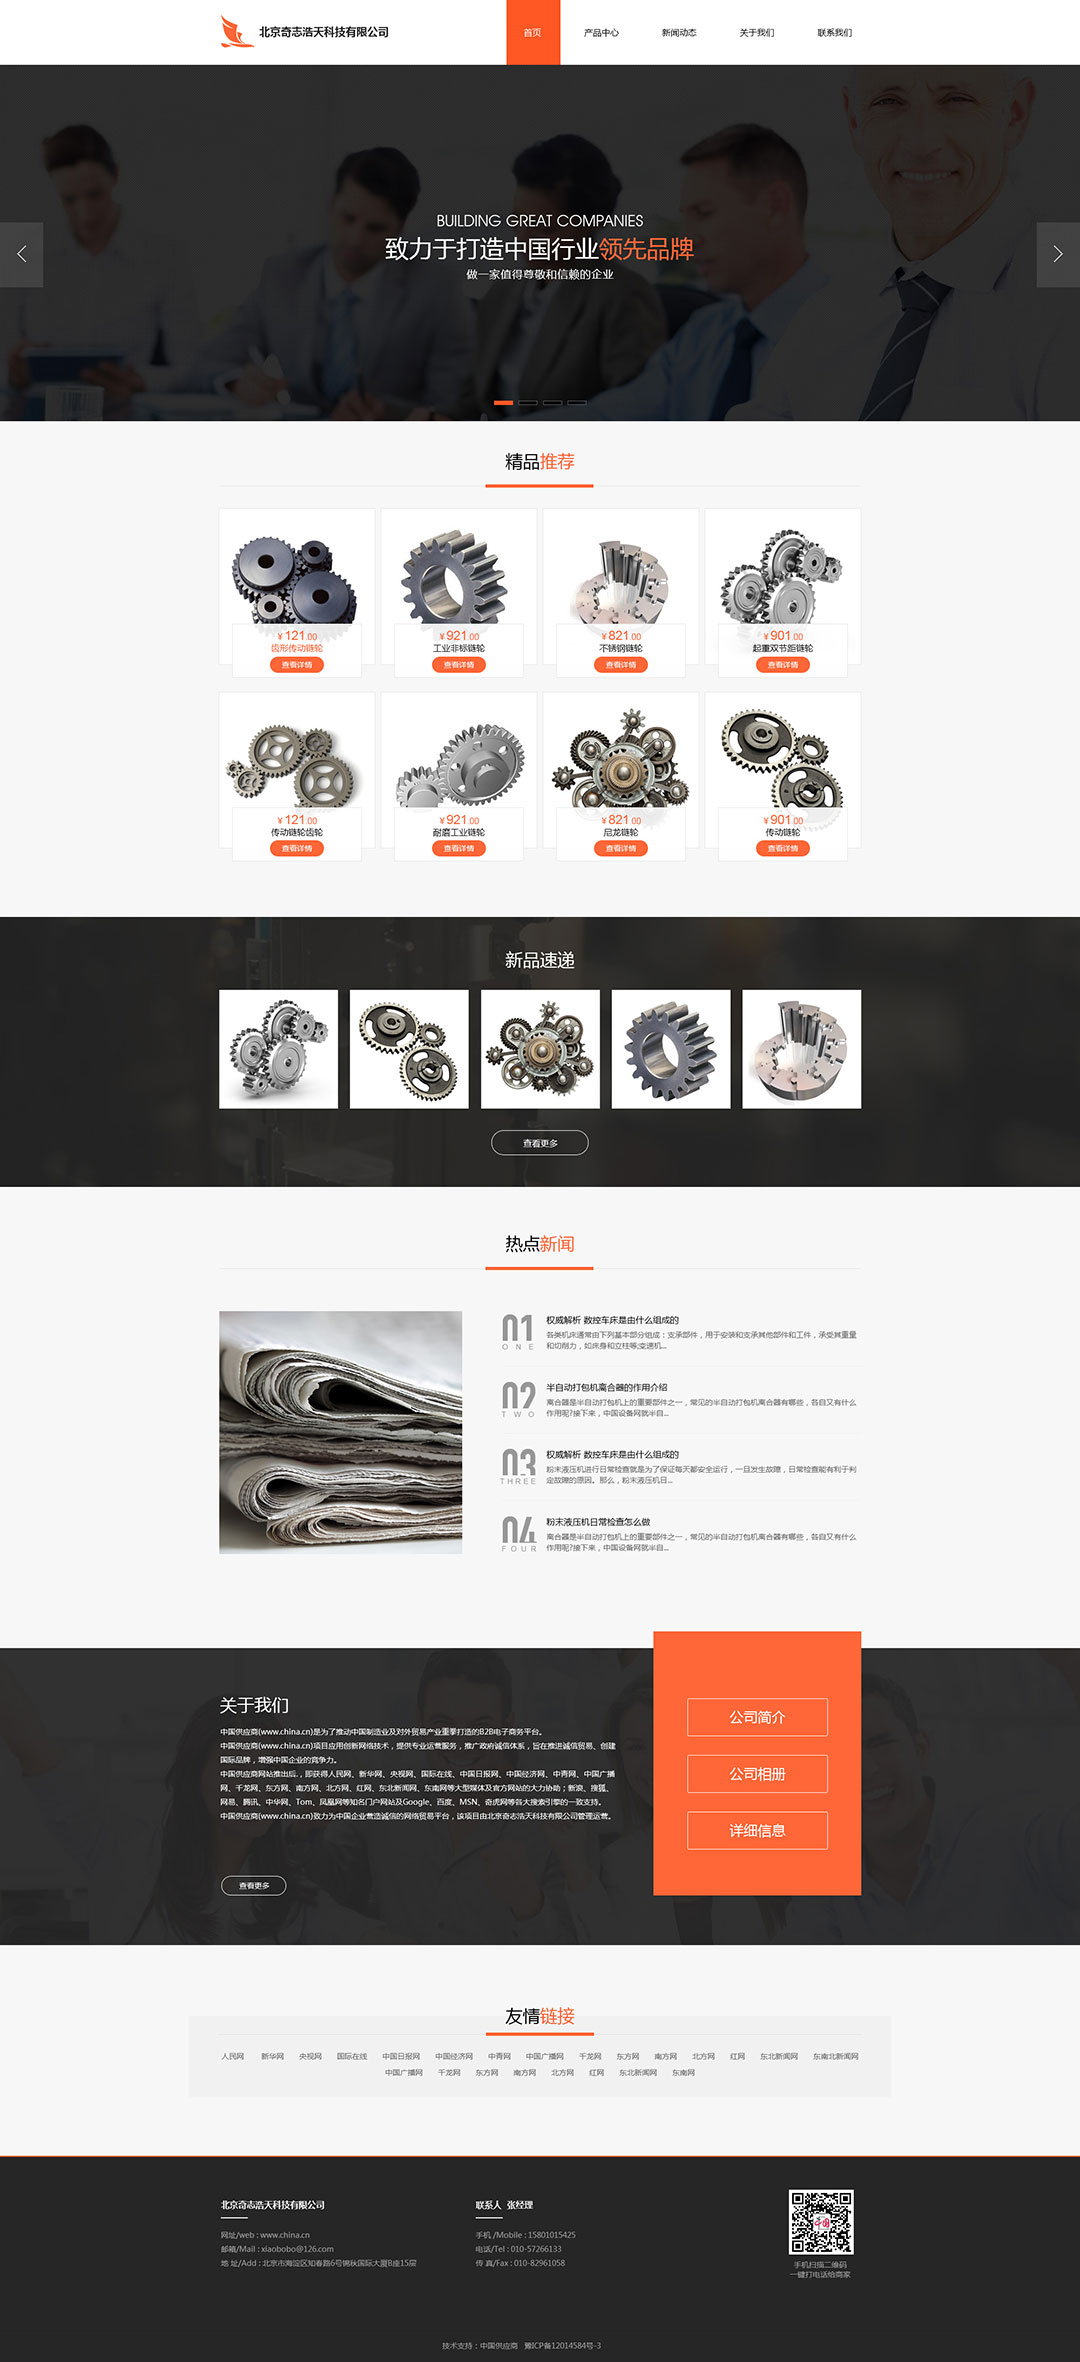 北京奇志浩天科技有限公司
首页 产品中心 新闻动态 关于我们 联系我们
BUILDING GREAT COMPANIES
致力于打造中国行业领先品牌
做一家值得尊敬和信赖的企业
精品推荐
¥ 121.00 ¥ 921.00 ¥ 821.00 ¥ 901.00
齿形传动链轮 工业非标链轮 不锈钢链轮 起重双节距链轮
查看详情 查看详情 查看详情 查看详情
¥ 121.00 ¥ 921.00 ¥ 821.00 ¥ 901.00
传动链轮齿轮 耐磨工业链轮 尼龙链轮 传动链轮
查看详情 查看详情 查看详情 查看详情
新品速递
查看更多
热点新闻
01
ONE
权威解析 数控车床是由什么组成的
各类机床通常由下列基本部分组成：支承部件，用于安装和支承其他部件和工件，承受其重量
和切削力，如床身和立柱等;变速机...
02
TWO
半自动打包机离合器的作用介绍
离合器是半自动打包机上的重要部件之一，常见的半自动打包机离合器有哪些，各自又有什么
作用呢?接下来，中国设备网就半自...
03
THREE
权威解析 数控车床是由什么组成的
粉末液压机进行日常检查就是为了保证每天都安全运行，一旦发生故障，日常检查能有利于判
定故障的原因。那么，粉末液压机日...
04
FOUR
粉末液压机日常检查怎么做
离合器是半自动打包机上的重要部件之一，常见的半自动打包机离合器有哪些，各自又有什么
作用呢?接下来，中国设备网就半自...
关于我们
中国供应商(www.china.cn)是为了推动中国制造业及对外贸易产业重拳打造的B2B电子商务平台。
中国供应商(www.china.cn)项目应用创新网络技术，提供专业运营服务，推广政府诚信体系，旨在推进诚信贸易、创建
国际品牌，增强中国企业的竞争力。
中国供应商网站推出后，即获得人民网、新华网、央视网、国际在线、中国日报网、中国经济网、中青网、中国广播
网、千龙网、东方网、南方网、北方网、红网、东北新闻网、东南网等大型媒体及官方网站的大力协助；新浪、搜狐、
网易、腾讯、中华网、Tom、凤凰网等知名门户网站及Google、百度、MSN、奇虎网等各大搜索引擎的一致支持。
中国供应商(www.china.cn)致力为中国企业营造诚信的网络贸易平台，该项目由北京奇志浩天科技有限公司管理运营。
查看更多
公司简介
公司相册
详细信息
友情链接
人民网 新华网 央视网 国际在线 中国日报网 中国经济网 中青网 中国广播网 千龙网 东方网 南方网 北方网 红网 东北新闻网 东南北新闻网
中国广播网 千龙网 东方网 南方网 北方网 红网 东北新闻网 东南网
北京奇志浩天科技有限公司
网址/web : www.china.cn
邮箱/Mail : xiaobobo@126.com
地 址/Add : 北京市海淀区知春路6号锦秋国际大厦B座15层
联系人 张经理
手机 /Mobile : 15801015425
电话/Tel : 010-57266133
传 真/Fax : 010-82961058
中国
手机扫描二维码
一键打电话给商家
技术支持：中国供应商 豫ICP备12014584号-3